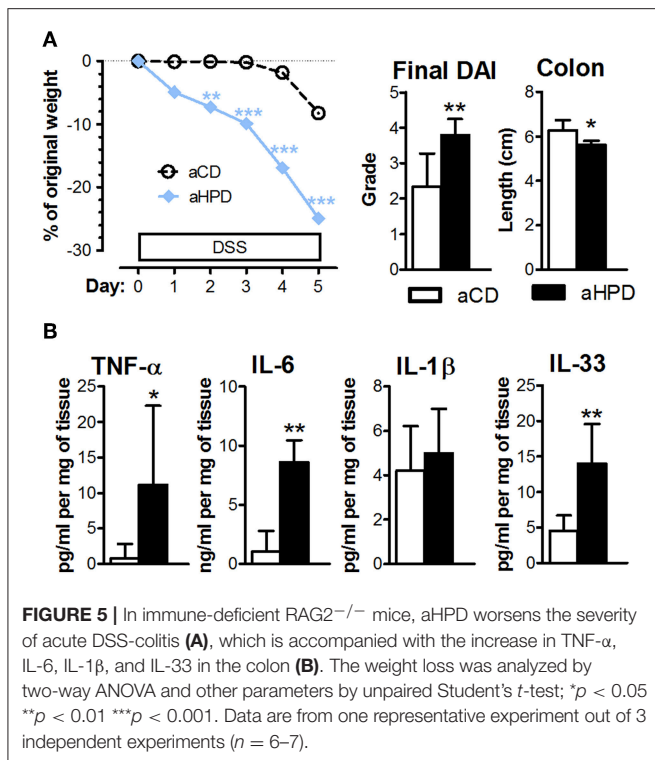 A
% of original weight
0
-10
-20
-30
**
***
***
***
aCD
aHPD
DSS
Day: 0 1 2 3 4 5
Final DAI
Grade
5
4
3
2
1
0
**
Colon
Length (cm)
8
6
4
2
0
*
aCD aHPD
B
TNF-α
pg/ml per mg of tissue
25
20
15
10
5
0
*
IL-6
ng/ml per mg of tissue
10
5
0
**
IL-1β
pg/ml per mg of tissue
8
6
4
2
0
IL-33
pg/ml per mg of tissue
25
20
15
10
5
0
**
FIGURE 5 | In immune-deficient RAG2−/− mice, aHPD worsens the severity
of acute DSS-colitis (A), which is accompanied with the increase in TNF-α,
IL-6, IL-1β, and IL-33 in the colon (B). The weight loss was analyzed by
two-way ANOVA and other parameters by unpaired Student's t-test; *p < 0.05
**p < 0.01 ***p < 0.001. Data are from one representative experiment out of 3
independent experiments (n = 6–7).